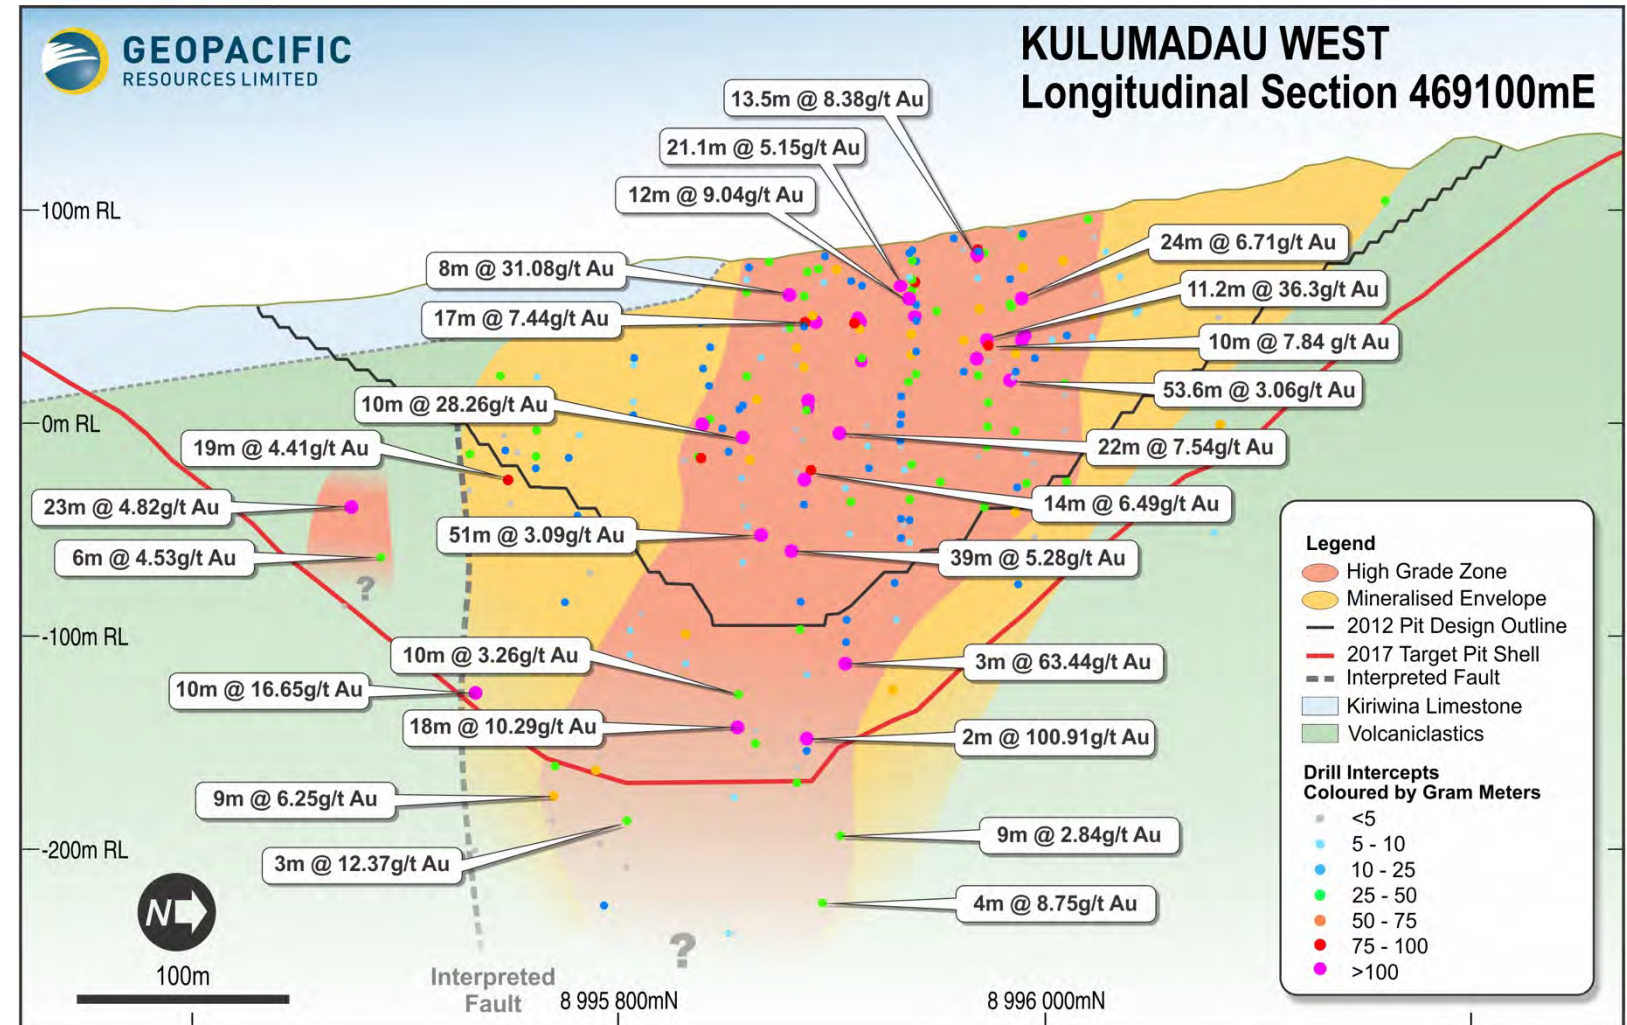 GEOPACIFIC
RESOURCES LIMITED
KULUMADAU WEST
Longitudinal Section 469100mE
13.5m @ 8.38g/t Au
21.1m @ 5.15g/t Au
12m @ 9.04g/t Au
100m RL
24m @ 6.71g/t Au
8m @ 31.08g/t Au
11.2m @ 36.3g/t Au
17m @ 7.44g/t Au
10m @ 7.84 g/t Au
53.6m @ 3.06g/t Au
10m @ 28.26g/t Au
0m RL
19m @ 4.41g/t Au
22m @ 7.54g/t Au
23m @ 4.82g/t Au
14m @ 6.49g/t Au
51m @ 3.09g/t Au
6m @ 4.53g/t Au
39m @ 5.28g/t Au
?
-100m RL
10m @ 3.26g/t Au
3m @ 63.44g/t Au
10m @ 16.65g/t Au
18m @ 10.29g/t Au
2m @ 100.91g/t Au
9m @ 6.25g/t Au
9m @ 2.84g/t Au
-200m RL
3m @ 12.37g/t Au
4m @ 8.75g/t Au
N
?
100m
Interpreted
Fault
8 995 800mN
8 996 000mN
Legend
High Grade Zone
Mineralised Envelope
2012 Pit Design Outline
2017 Target Pit Shell
Interpreted Fault
Kiriwina Limestone
Volcaniclastics
Drill Intercepts
Coloured by Gram Meters
<5
5 - 10
10 - 25
25 - 50
50 - 75
75 - 100
>100